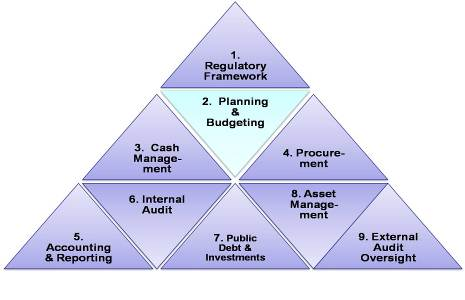 1.
Regulatory
Framework
2. Planning
&
Budgeting
3. Cash
Manage-
ment
4. Procure-
ment
5.
Accounting
& Reporting
6. Internal
Audit
7. Public
Debt &
Investments
8. Asset
Manage-
ment
9. External
Audit
Oversight